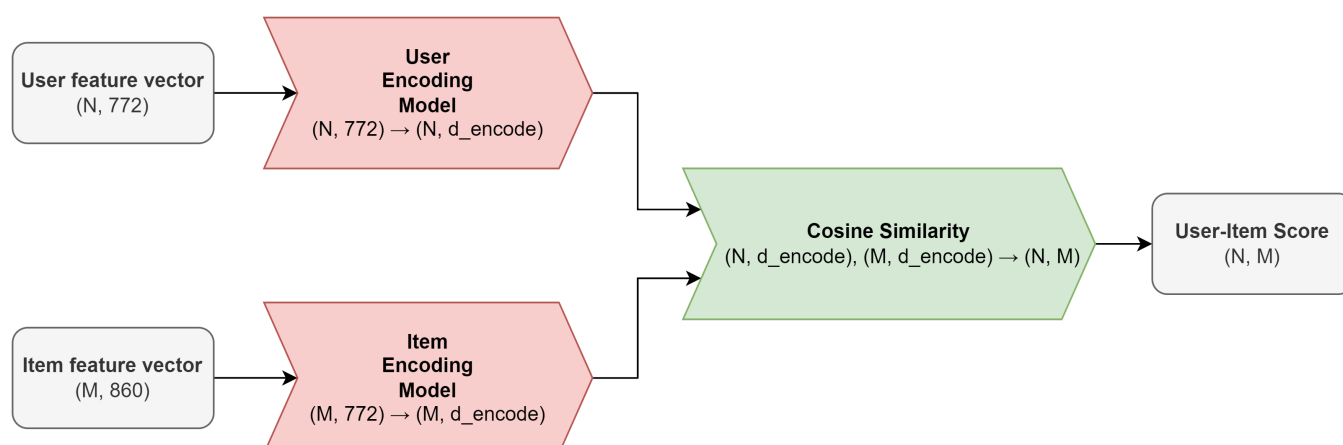 User feature vector
(N, 772)
User
Encoding
Model
(N, 772) → (N, d_encode)
Cosine Similarity
(N, d_encode), (M, d_encode) → (N, M)
User-Item Score
(N, M)
Item feature vector
(M, 860)
Item
Encoding
Model
(M, 772) → (M, d_encode)